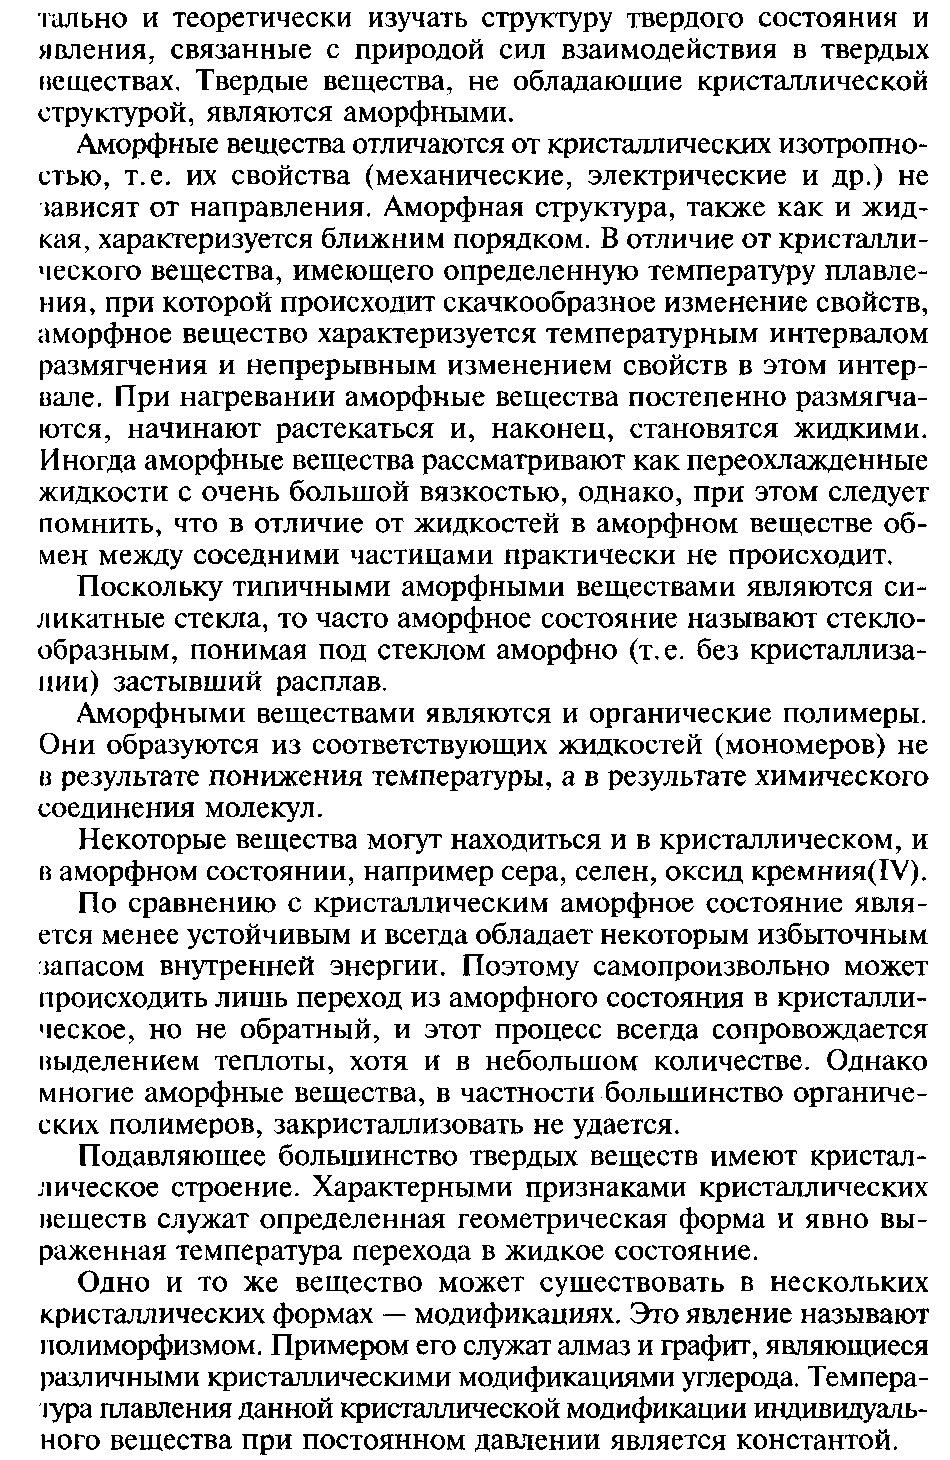 тально и теоретически изучать структуру твердого состояния и
явления, связанные с природой сил взаимодействия в твердых
веществах. Твердые вещества, не обладающие кристаллической
структурой, являются аморфными.
Аморфные вещества отличаются от кристаллических изотропно-
стью, т.е. их свойства (механические, электрические и др.) не
зависят от направления. Аморфная структура, также как и жид-
кая, характеризуется ближним порядком. В отличие от кристалли-
ческого вещества, имеющего определенную температуру плавле-
ния, при которой происходит скачкообразное изменение свойств,
аморфное вещество характеризуется температурным интервалом
размягчения и непрерывным изменением свойств в этом интер-
вале. При нагревании аморфные вещества постепенно размягча-
ются, начинают растекаться и, наконец, становятся жидкими.
Иногда аморфные вещества рассматривают как переохлажденные
жидкости с очень большой вязкостью, однако, при этом следует
помнить, что в отличие от жидкостей в аморфном веществе об-
мен между соседними частицами практически не происходит.
Поскольку типичными аморфными веществами являются си-
ликатные стекла, то часто аморфное состояние называют стекло-
образным, понимая под стеклом аморфно (т.е. без кристаллиза-
ции) застывший расплав.
Аморфными веществами являются и органические полимеры.
Они образуются из соответствующих жидкостей (мономеров) не
в результате понижения температуры, а в результате химического
соединения молекул.
Некоторые вещества могут находиться и в кристаллическом, и
в аморфном состоянии, например сера, селен, оксид кремния(IV).
По сравнению с кристаллическим аморфное состояние явля-
ется менее устойчивым и всегда обладает некоторым избыточным
запасом внутренней энергии. Поэтому самопроизвольно может
происходить лишь переход из аморфного состояния в кристалли-
ческое, но не обратный, и этот процесс всегда сопровождается
выделением теплоты, хотя и в небольшом количестве. Однако
многие аморфные вещества, в частности большинство органиче-
ских полимеров, закристаллизовать не удается.
Подавляющее большинство твердых веществ имеют кристал-
лическое строение. Характерными признаками кристаллических
веществ служат определенная геометрическая форма и явно вы-
раженная температура перехода в жидкое состояние.
Одно и то же вещество может существовать в нескольких
кристаллических формах — модификациях. Это явление называют
полиморфизмом. Примером его служат алмаз и графит, являющиеся
различными кристаллическими модификациями углерода. Темпера-
тура плавления данной кристаллической модификации индивидуаль-
ного вещества при постоянном давлении является константой.